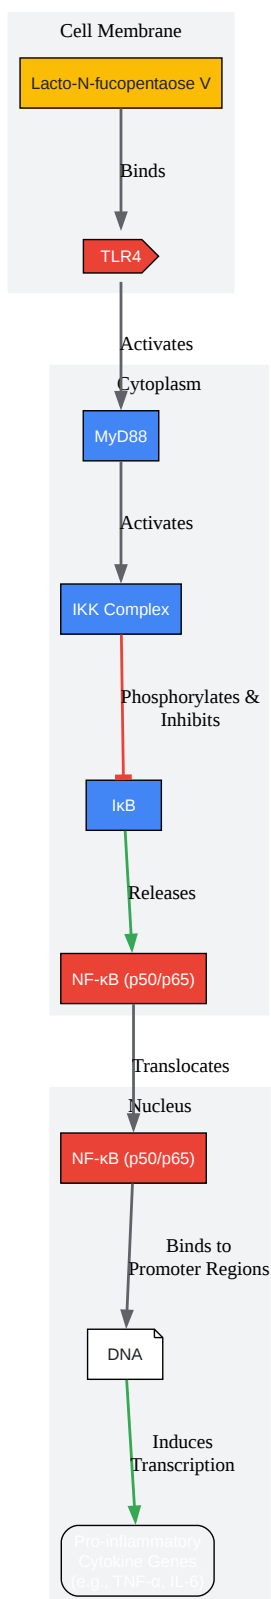 Cell Membrane
Lacto-N-fucopentaose V
Binds
TLR4
Activates
Cytoplasm
MyD88
Activates
IKK Complex
Phosphorylates &
Inhibits
IκB
Releases
NF-κB (p50/p65)
Translocates
Nucleus
NF-κB (p50/p65)
Binds to
Promoter Regions
DNA
Induces
Transcription
Pro-inflammatory
Cytokine Genes
(e.g., TNF-α, IL-6)